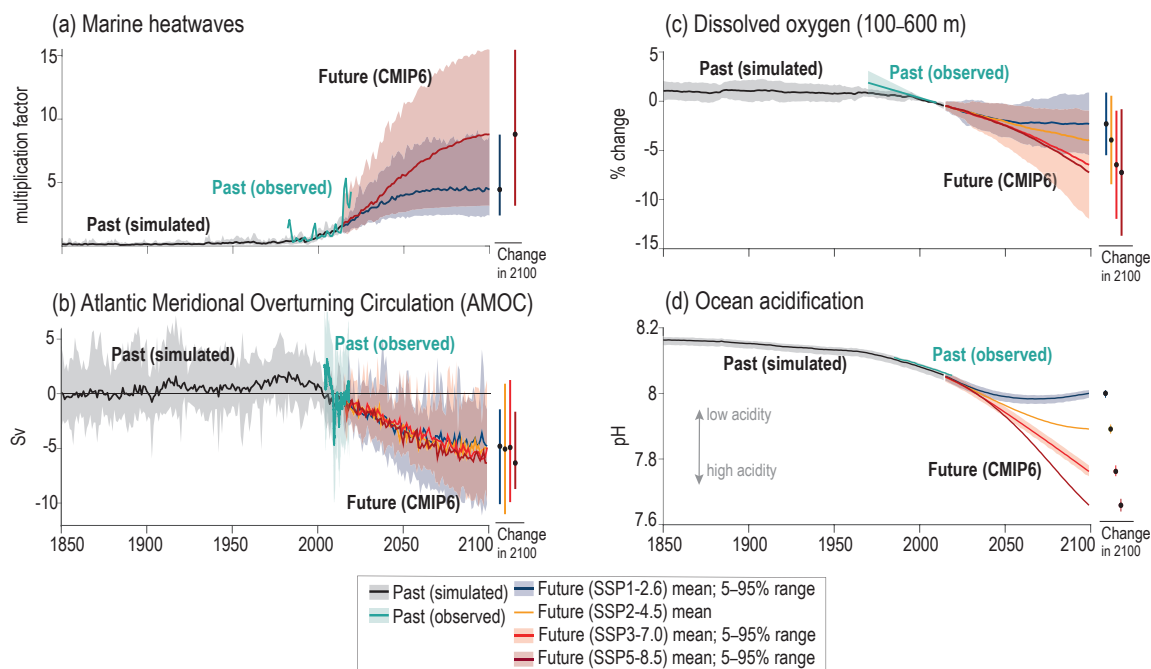 (a) Marine heatwaves
multiplication factor
15
10
5
Future (CMIP6)
Past (observed)
Past (simulated)
Change
in 2100
(b) Atlantic Meridional Overturning Circulation (AMOC)
Sv
5
0
-5
-10
Past (simulated)
Past (observed)
Future (CMIP6)
1850
1900
1950
2000
2050
2100
Change
in 2100
(c) Dissolved oxygen (100–600 m)
% change
5
0
-5
-10
-15
Past (simulated)
Past (observed)
Future (CMIP6)
Change
in 2100
(d) Ocean acidification
pH
8.2
8
7.8
7.6
Past (simulated)
Past (observed)
low acidity
high acidity
Future (CMIP6)
1850
1900
1950
2000
2050
2100
Change
in 2100
Past (simulated)
Past (observed)
Future (SSP1-2.6) mean; 5–95% range
Future (SSP2-4.5) mean
Future (SSP3-7.0) mean; 5–95% range
Future (SSP5-8.5) mean; 5–95% range